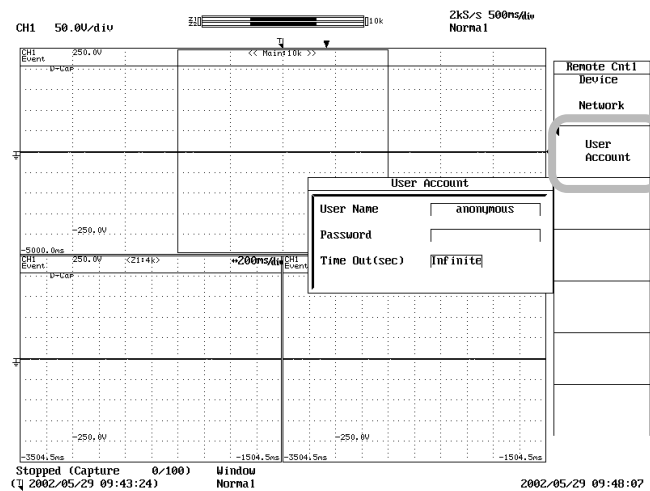 CH1 50.0V/div
Z1
Z2
10k
2kS/s 500ms/div
Normal
CH1 250.0V
Event
D-Cap
<< Main:10k >>
-250.0V
-5000.0ms
Remote Cntl
Device
Network
User
Account
User Account
User Name anonymous
Password
Time Out(sec) Infinite
CH1 250.0V <Z1:4k> 200ms/div
Event
D-Cap
CH1
Event
-250.0V
-250.0V
-3504.5ms -1504.5ms
-3504.5ms -1504.5ms
Stopped (Capture 0/100) Window
2002/05/29 09:43:24) Normal
2002/05/29 09:48:07